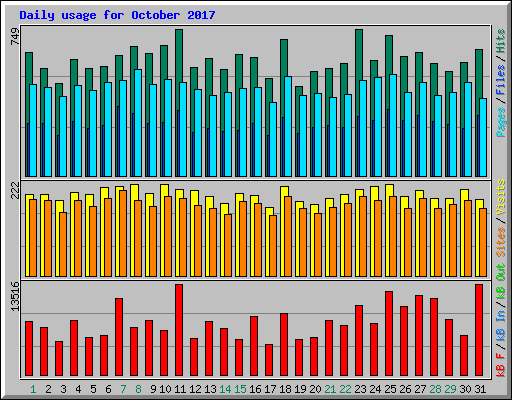 Daily usage for October 2017
749
Pages / Files / Hits
222
Sites / Visits
13516
kB F / kB In / kB Out
1 2 3 4 5 6 7 8 9 10 11 12 13 14 15 16 17 18 19 20 21 22 23 24 25 26 27 28 29 30 31